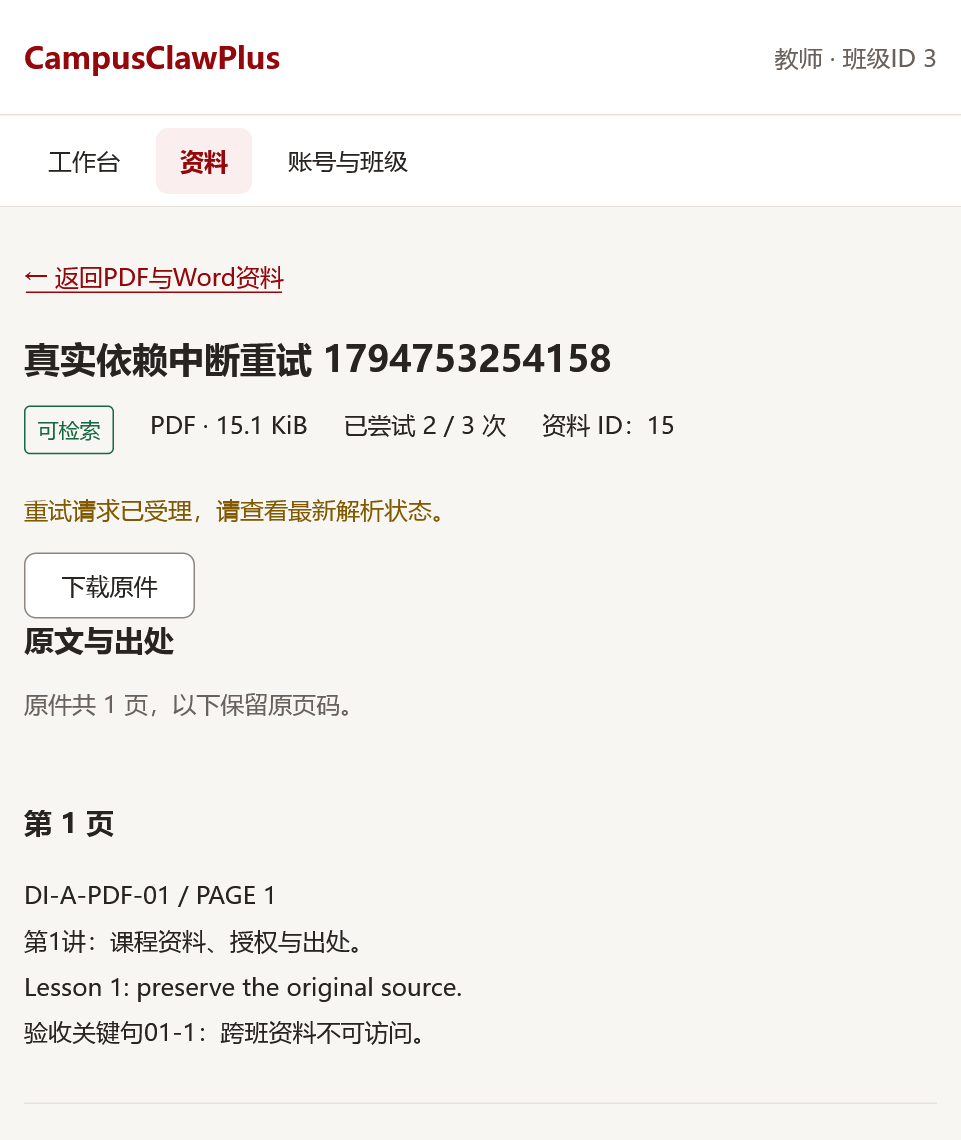 CampusClawPlus
教师 · 班级ID 3
工作台 资料 账号与班级
← 返回PDF与Word资料
真实依赖中断重试 1794753254158
可检索 PDF · 15.1 KiB 已尝试 2 / 3 次 资料 ID：15
重试请求已受理，请查看最新解析状态。
下载原件
原文与出处
原件共 1 页，以下保留原页码。
第 1 页
DI-A-PDF-01 / PAGE 1
第1讲：课程资料、授权与出处。
Lesson 1: preserve the original source.
验收关键句01-1：跨班资料不可访问。